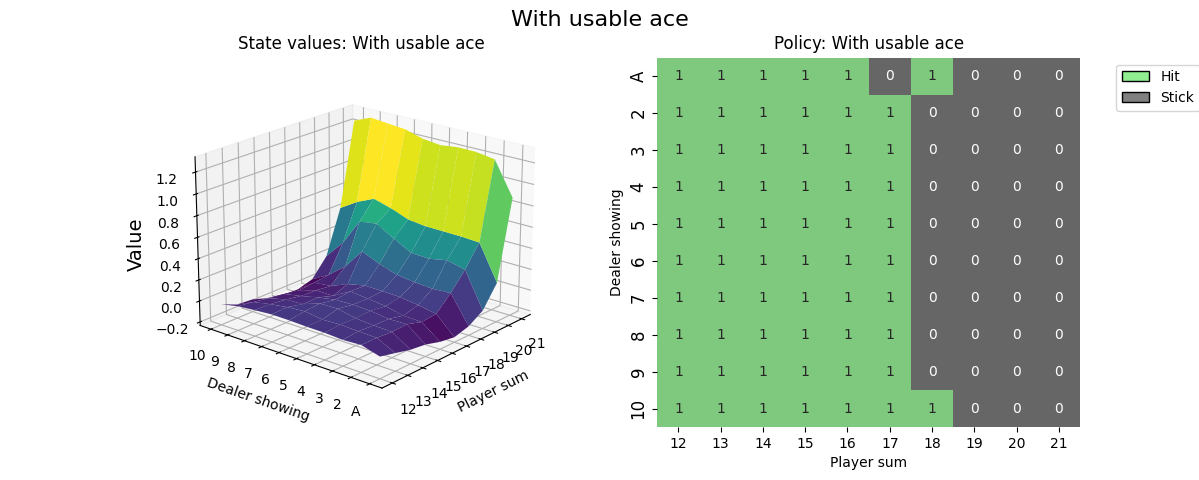 With usable ace
State values: With usable ace
Value
1.2
1.0
0.8
0.6
0.4
0.2
0.0
−0.2
10 9 8 7 6 5 4 3 2 A
Dealer showing
12 13 14 15 16 17 18 19 20 21
Player sum
Policy: With usable ace
Dealer showing
A 1 1 1 1 1 0 1 0 0 0
2 1 1 1 1 1 1 0 0 0 0
3 1 1 1 1 1 1 0 0 0 0
4 1 1 1 1 1 1 0 0 0 0
5 1 1 1 1 1 1 0 0 0 0
6 1 1 1 1 1 1 0 0 0 0
7 1 1 1 1 1 1 0 0 0 0
8 1 1 1 1 1 1 0 0 0 0
9 1 1 1 1 1 1 0 0 0 0
10 1 1 1 1 1 1 1 0 0 0
12 13 14 15 16 17 18 19 20 21
Player sum
Hit
Stick